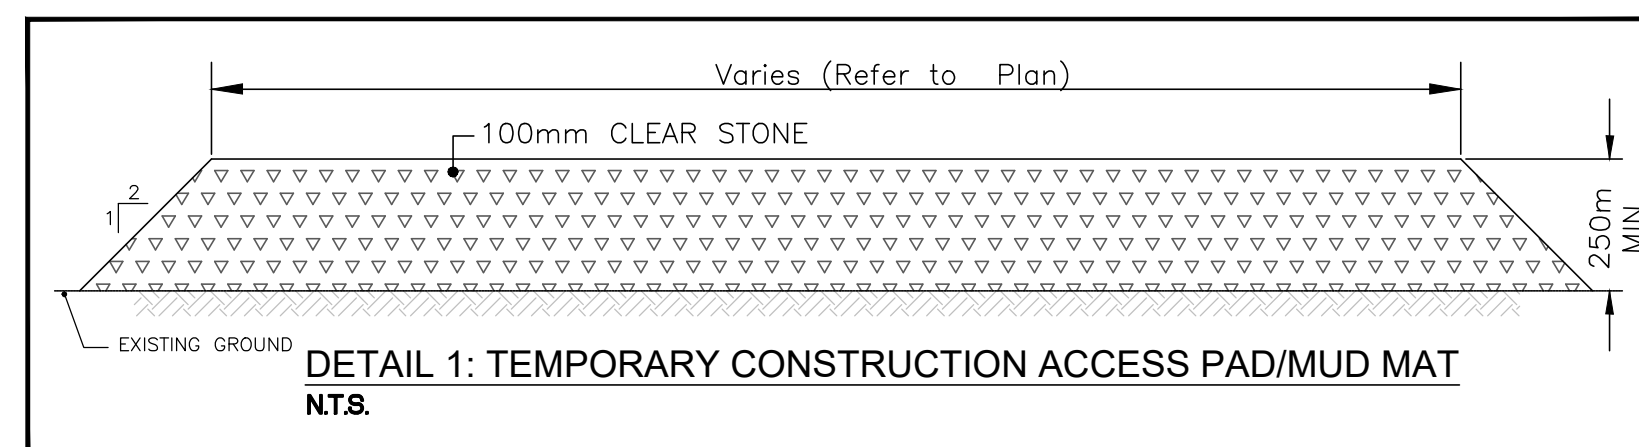 Varies (Refer to Plan)
100mm CLEAR STONE
2
1
250m
MIN
EXISTING GROUND
DETAIL 1: TEMPORARY CONSTRUCTION ACCESS PAD/MUD MAT
N.T.S.